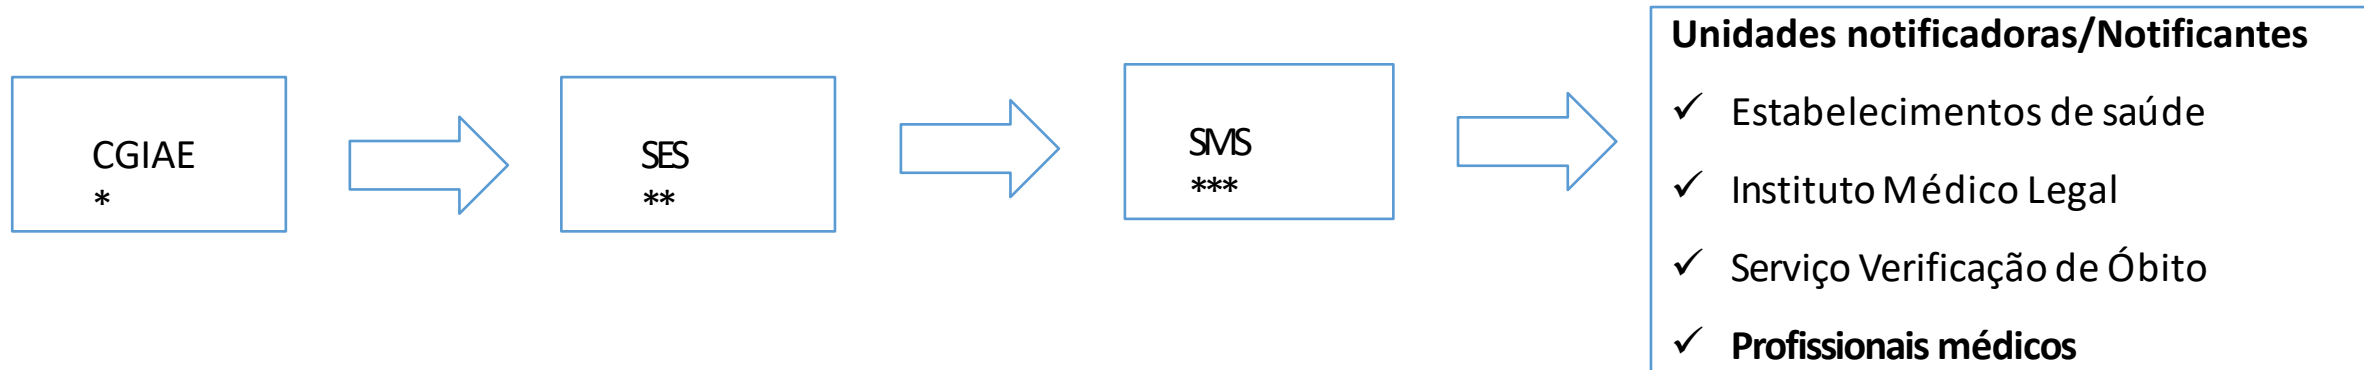 CGIAE
*
SES
**
SMS
***
Unidades notificadoras/Notificantes
✓ Estabelecimentos de saúde
✓ Instituto Médico Legal
✓ Serviço Verificação de Óbito
✓ Profissionais médicos